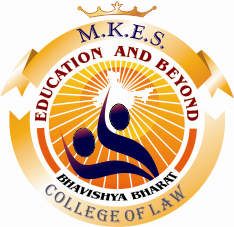 M.K.E.S.
EDUCATION AND BEYOND
BHAVISHYA BHARAT
COLLEGE OF LAW